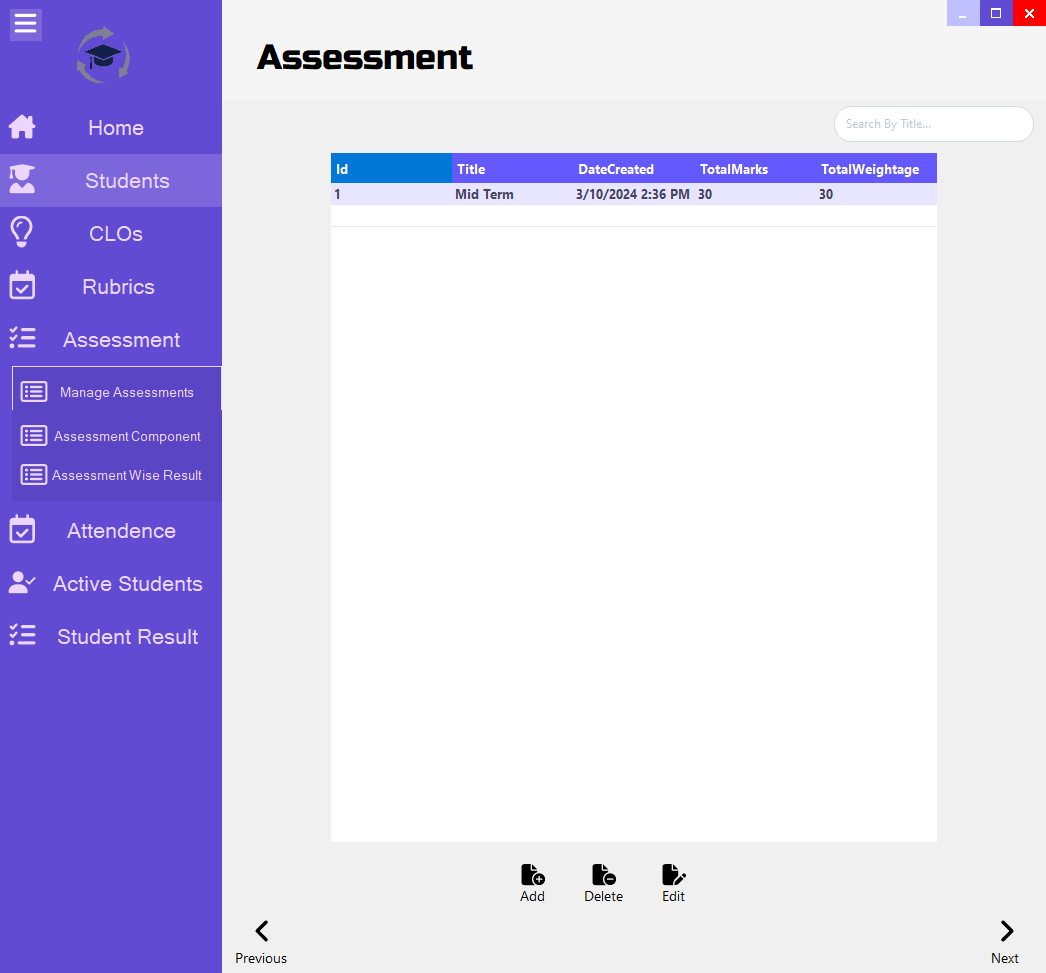 Assessment
Home
Students
CLOs
Rubrics
Assessment
Manage Assessments
Assessment Component
Assessment Wise Result
Attendence
Active Students
Student Result
Search By Title...
Id Title DateCreated TotalMarks TotalWeightage
1 Mid Term 3/10/2024 2:36 PM 30 30
Add Delete Edit
Previous Next